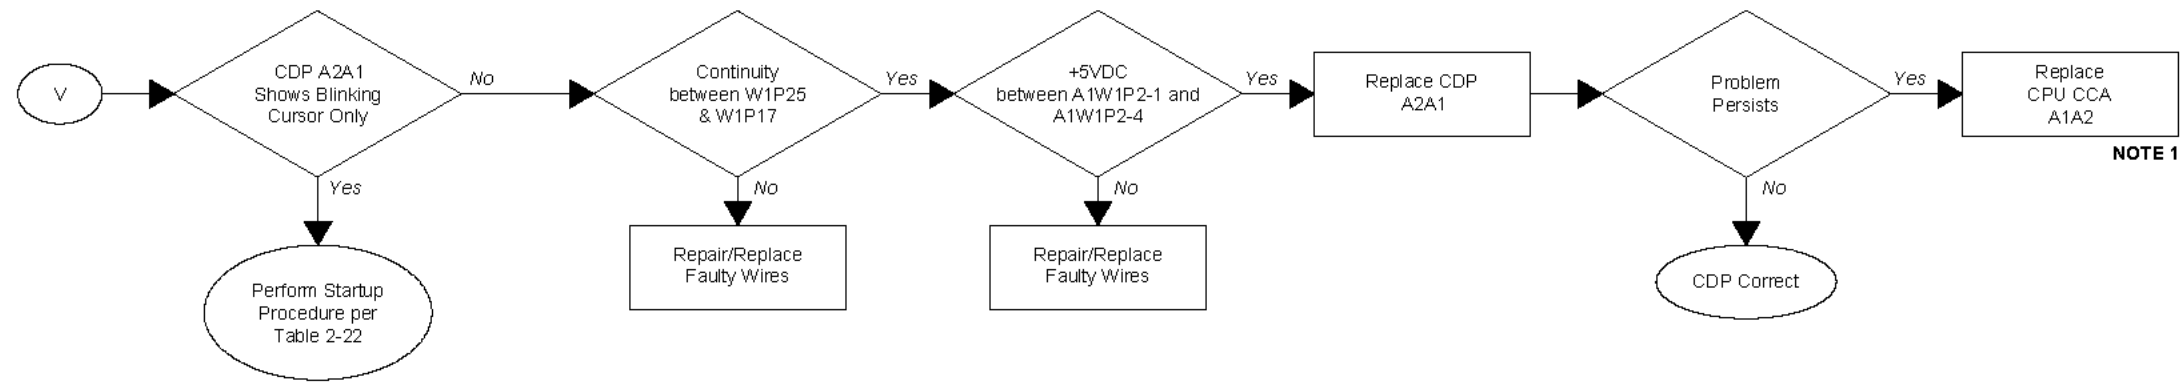 V
CDP A2A1
Shows Blinking
Cursor Only
No
Yes
Perform Startup
Procedure per
Table 2-22
Continuity
between W1P25
& W1P17
Yes
No
Repair/Replace
Faulty Wires
+5VDC
between A1W1P2-1 and
A1W1P2-4
Yes
No
Repair/Replace
Faulty Wires
Replace CDP
A2A1
Problem
Persists
Yes
No
CDP Correct
Replace
CPU CCA
A1A2
NOTE 1